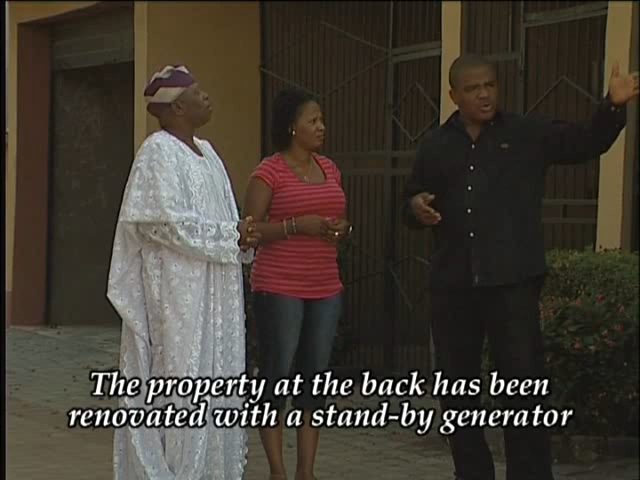 The property at the back has been
renovated with a stand-by generator